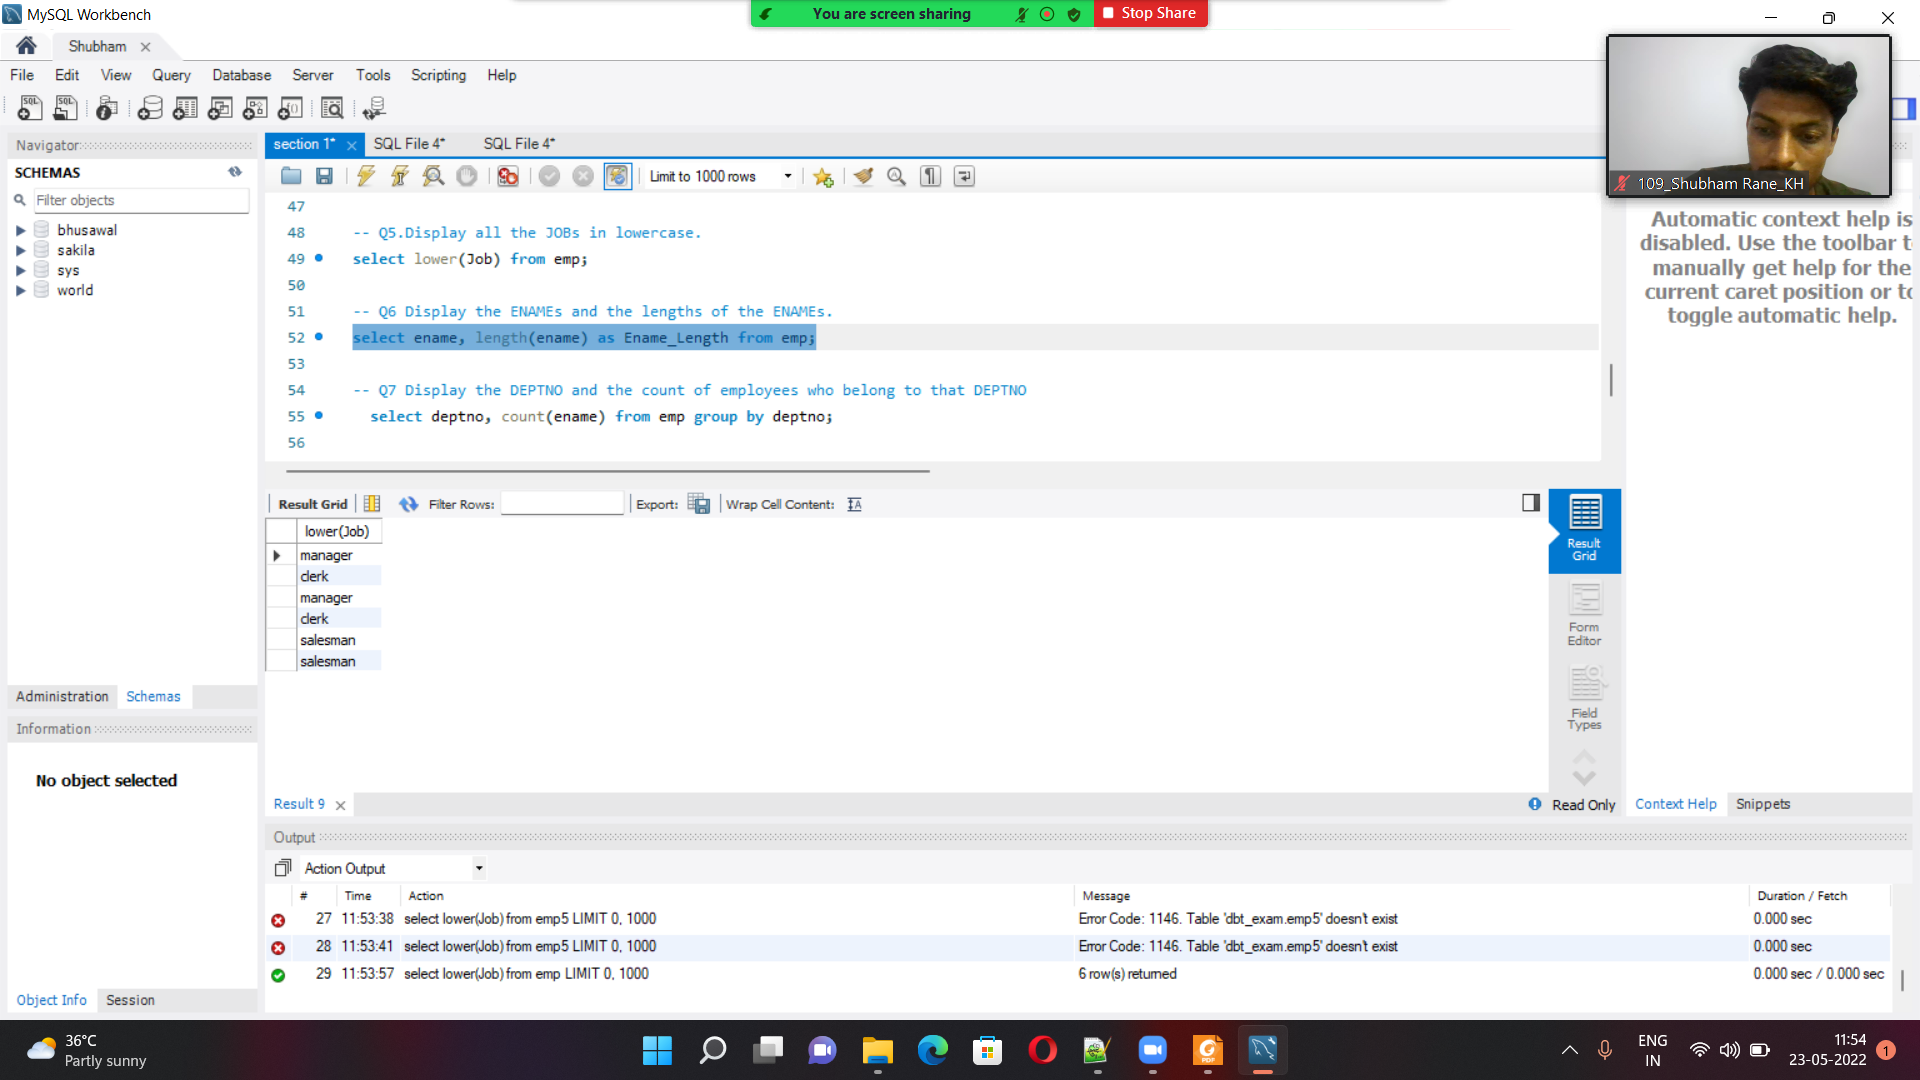 MySQL Workbench
You are screen sharing
Stop Share
Shubham
File Edit View Query Database Server Tools Scripting Help
Navigator
SCHEMAS
Filter objects
bhusawal
sakila
sys
world
Administration Schemas
Information
No object selected
Object Info Session
section 1* SQL File 4* SQL File 4*
Limit to 1000 rows
47
48 -- Q5.Display all the JOBs in lowercase.
49 select lower(Job) from emp;
50
51 -- Q6 Display the ENAMEs and the lengths of the ENAMEs.
52 select ename, length(ename) as Ename_Length from emp;
53
54 -- Q7 Display the DEPTNO and the count of employees who belong to that DEPTNO
55 select deptno, count(ename) from emp group by deptno;
56
Result Grid Filter Rows: Export: Wrap Cell Content:
lower(Job)
manager
clerk
manager
clerk
salesman
salesman
Result
Grid
Form
Editor
Field
Types
Result 9
Read Only
109_Shubham Rane_KH
Automatic context help is
disabled. Use the toolbar t
manually get help for the
current caret position or to
toggle automatic help.
Context Help Snippets
Output
Action Output
# Time Action Message Duration / Fetch
27 11:53:38 select lower(Job) from emp5 LIMIT 0, 1000 Error Code: 1146. Table 'dbt_exam.emp5' doesn't exist 0.000 sec
28 11:53:41 select lower(Job) from emp5 LIMIT 0, 1000 Error Code: 1146. Table 'dbt_exam.emp5' doesn't exist 0.000 sec
29 11:53:57 select lower(Job) from emp LIMIT 0, 1000 6 row(s) returned 0.000 sec / 0.000 sec
36°C
Partly sunny
ENG
IN
11:54
23-05-2022
1